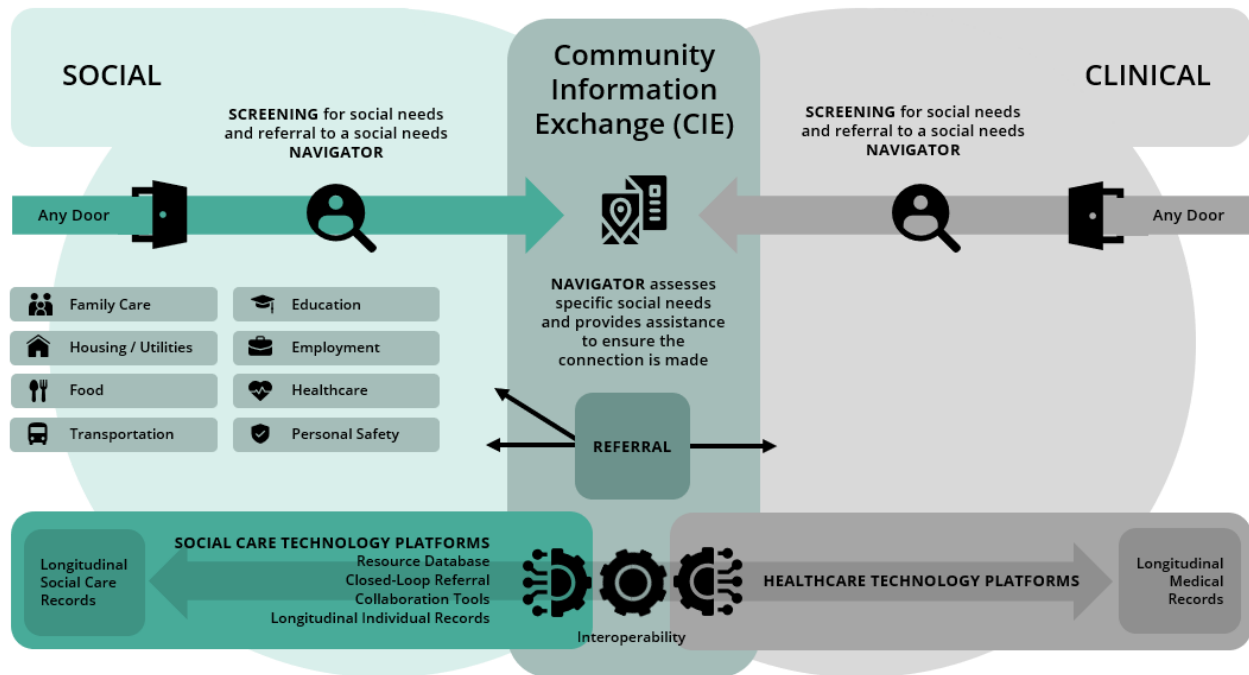 SOCIAL
Community
Information
Exchange (CIE)
CLINICAL
SCREENING for social needs
and referral to a social needs
NAVIGATOR
SCREENING for social needs
and referral to a social needs
NAVIGATOR
Any Door
Any Door
NAVIGATOR assesses
specific social needs
and provides assistance
to ensure the
connection is made
Family Care
Education
Housing / Utilities
Employment
Food
Healthcare
Transportation
Personal Safety
REFERRAL
Longitudinal
Social Care
Records
SOCIAL CARE TECHNOLOGY PLATFORMS
Resource Database
Closed-Loop Referral
Collaboration Tools
Longitudinal Individual Records
Interoperability
HEALTHCARE TECHNOLOGY PLATFORMS
Longitudinal
Medical
Records